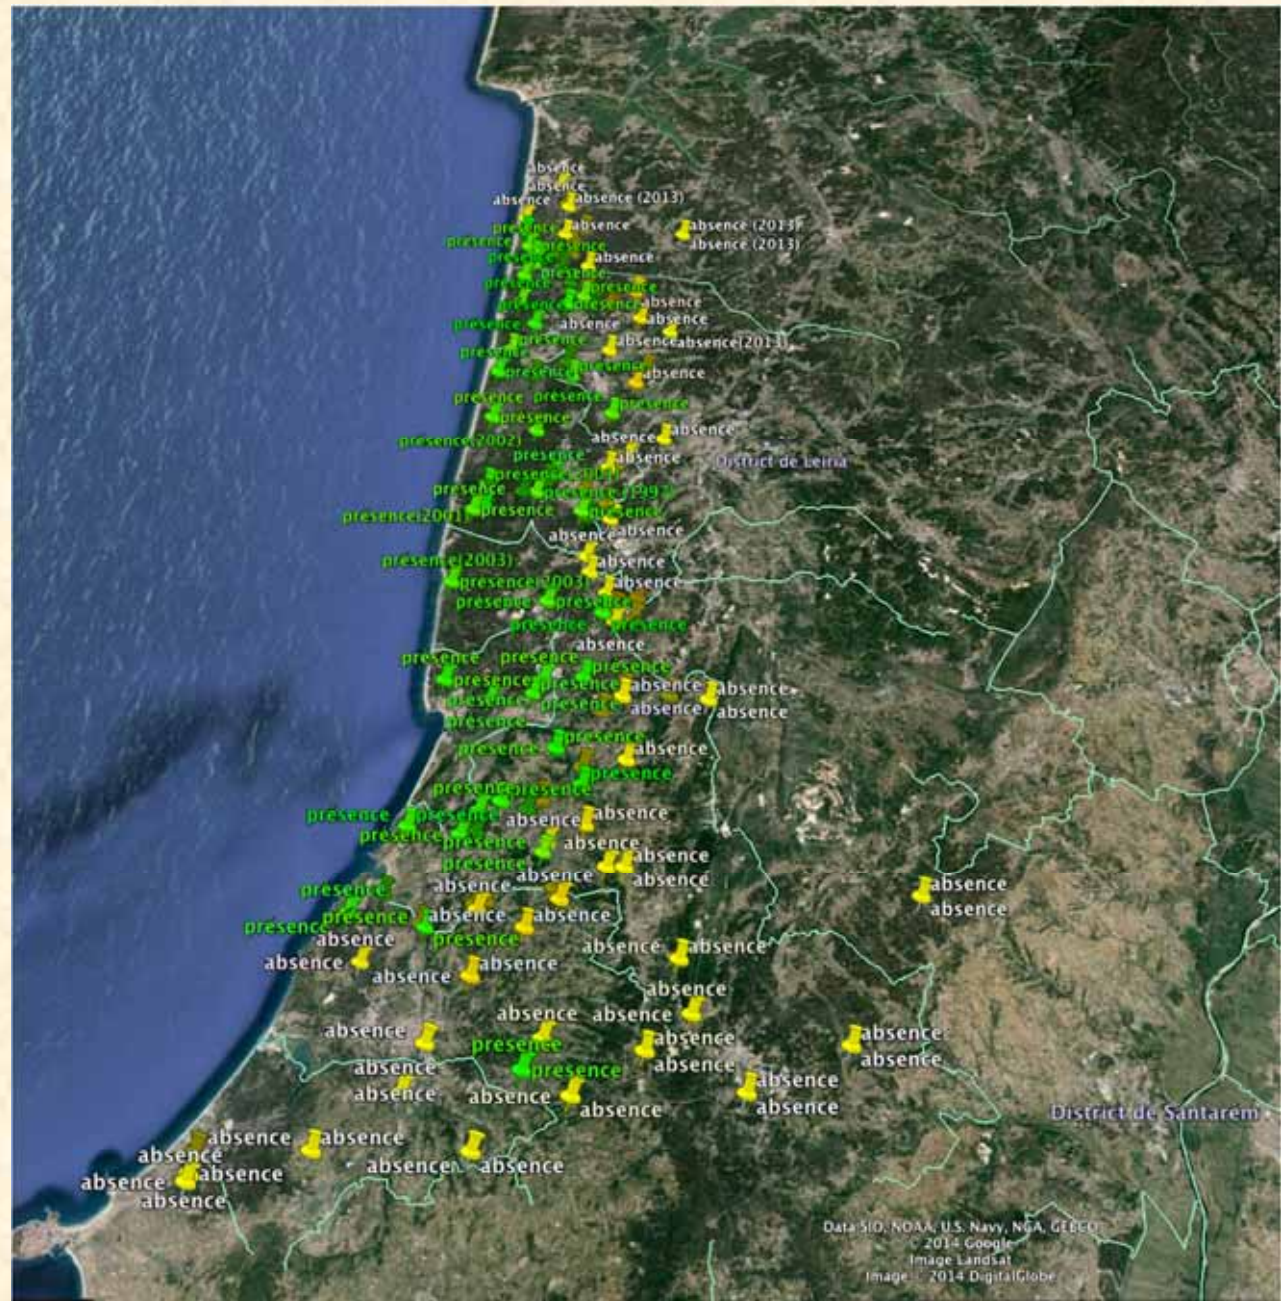 absence
absence
absence
absence (2013)
presence
absence
absence (2013)
presence
presence
absence (2013)
presence
absence
presence
presence
presence
presence
presence
absence
presence
absence
absence
presence
presence
absence
absence(2013)
presence
presence
presence
absence
presence
presence
presence
presence
absence
absence
presence(2002)
presence
absence
District de Leiria
presence
presence (1997)
presence
presence
presence(2001)
absence
absence
presence(2003)
absence
presence(2003)
absence
presence
presence
presence
presence
absence
presence
presence
presence
presence
presence
absence
absence
presence
presence
absence
absence
presence
presence
presence
absence
presence
presence
presence
presence
presence
absence
absence
presence
presence
absence
presence
absence
absence
absence
absence
absence
absence
presence
presence
absence
absence
presence
presence
absence
absence
absence
absence
absence
absence
absence
absence
absence
absence
absence
absence
presence
absence
absence
absence
presence
absence
absence
absence
absence
absence
absence
District de Santarem
absence
absence
absence
absence
absence
absence
absence
absence
Data SIO, NOAA, U.S. Navy, NGA, GEBCO
© 2014 Google
Image Landsat
Image © 2014 DigitalGlobe